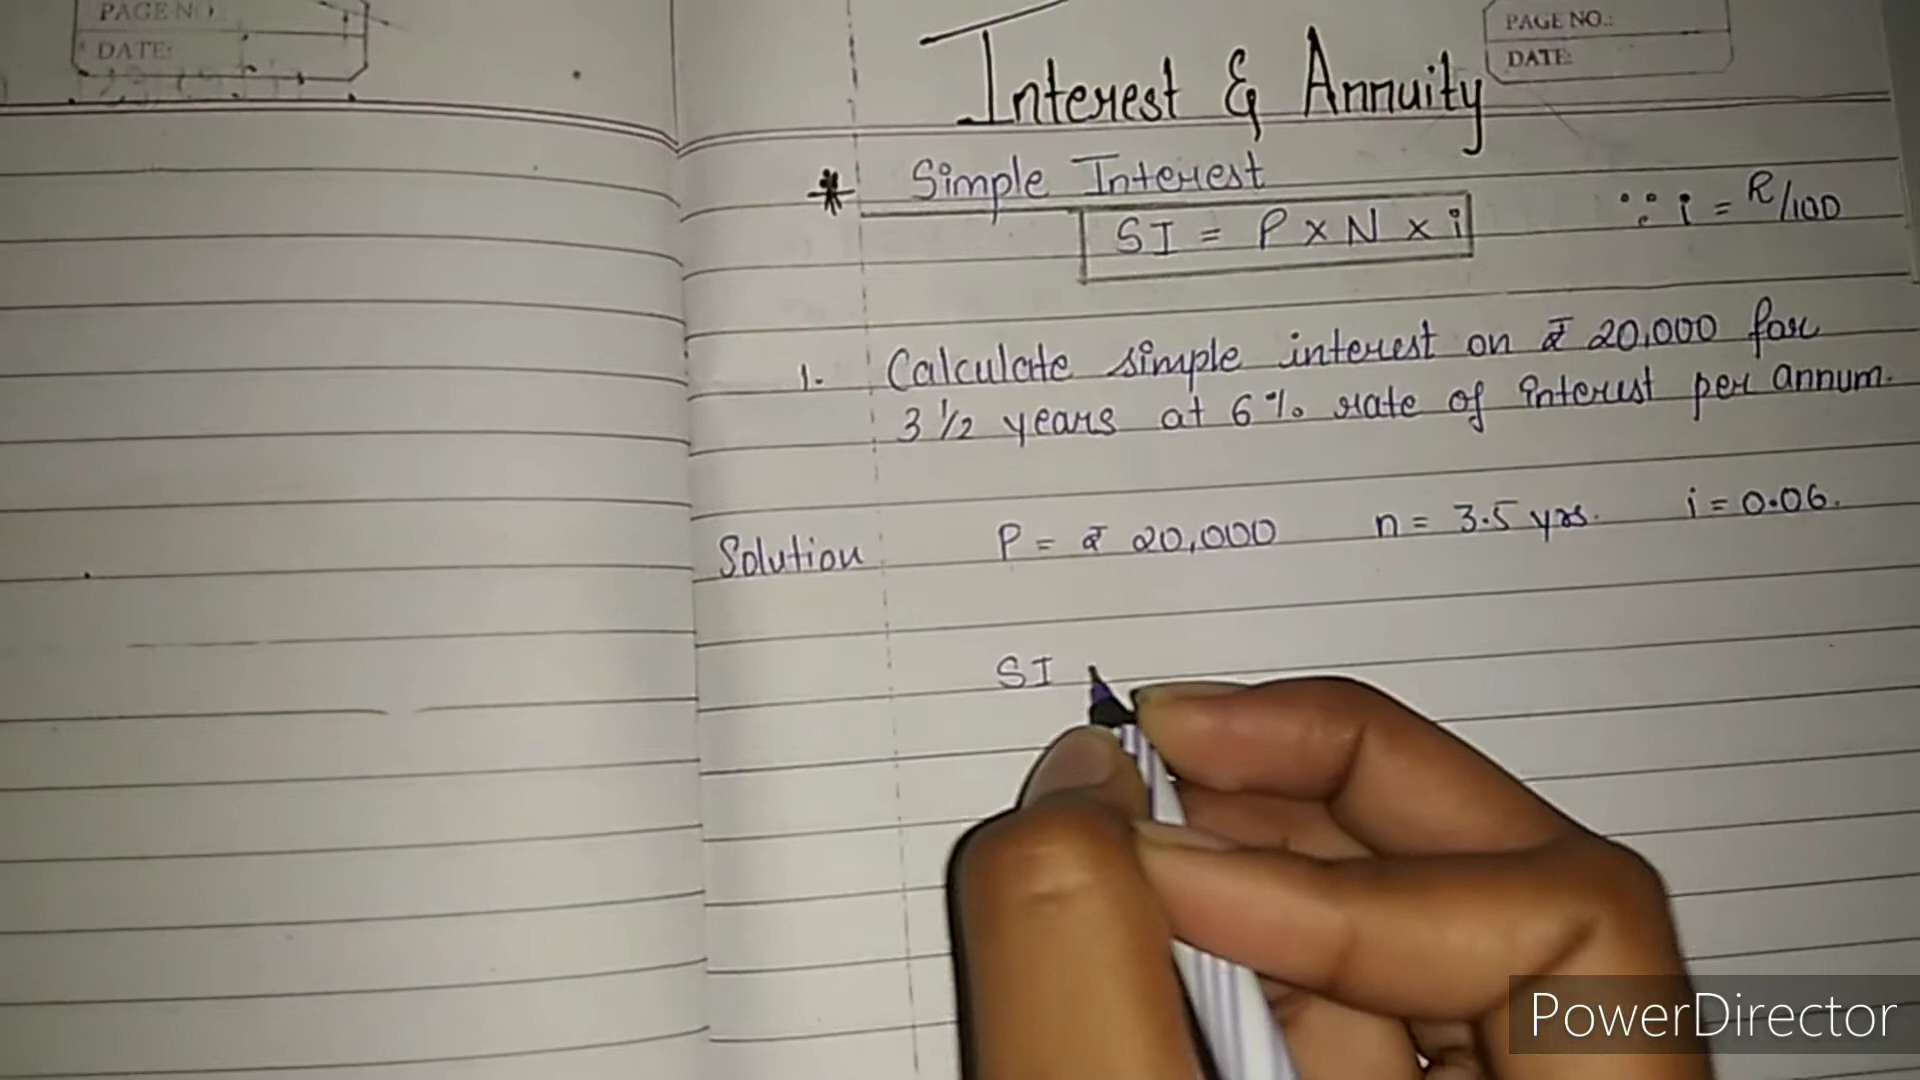 PAGE NO
DATE:
PAGE NO.:
DATE:
Interest & Annuity
* Simple Interest
SI = P × N × i ∵ i = R/100
1. Calculate simple interest on ₹ 20,000 for
3 1/2 years at 6% rate of interest per annum.
Solution P = ₹ 20,000 n = 3.5 yrs. i = 0.06.
SI
PowerDirector